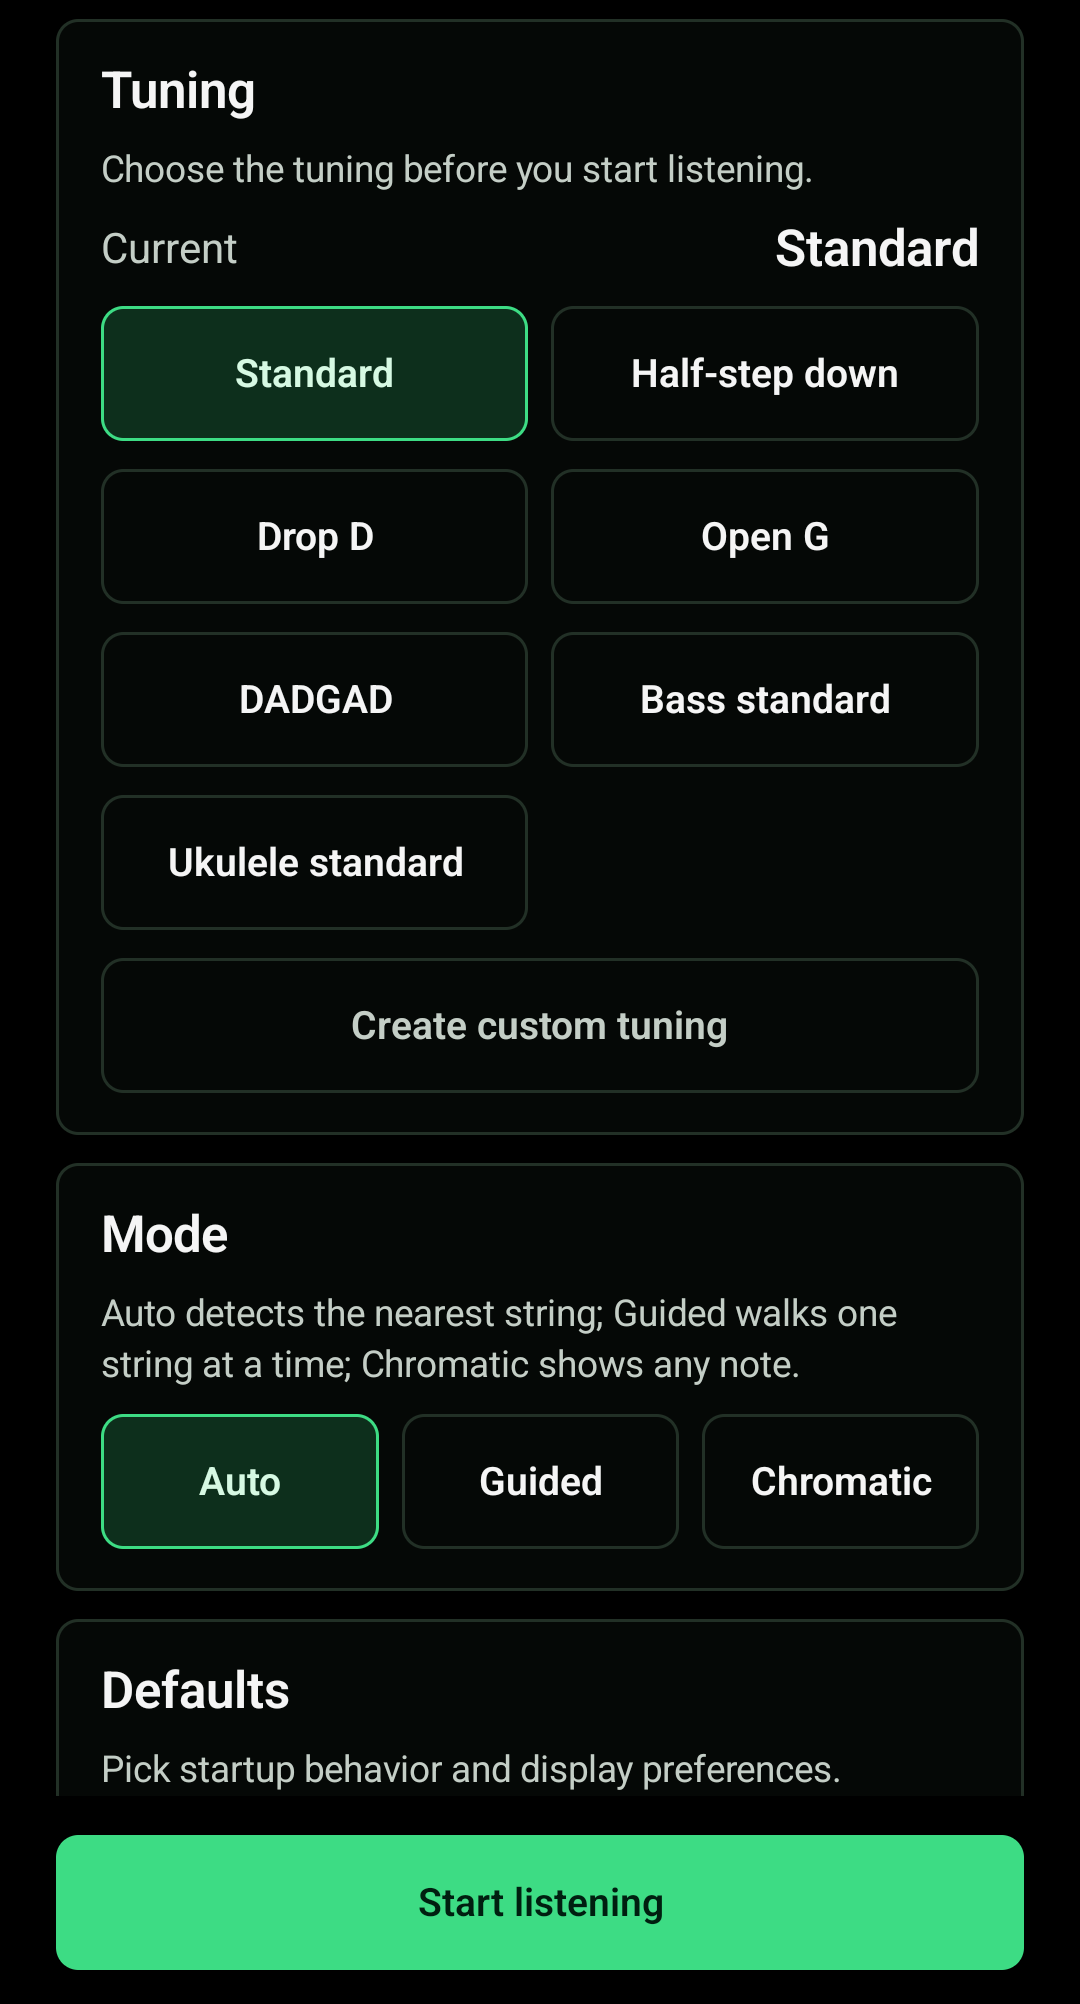 Tuning
Choose the tuning before you start listening.
Current Standard
Standard Half-step down
Drop D Open G
DADGAD Bass standard
Ukulele standard
Create custom tuning
Mode
Auto detects the nearest string; Guided walks one
string at a time; Chromatic shows any note.
Auto Guided Chromatic
Defaults
Pick startup behavior and display preferences.
Start listening